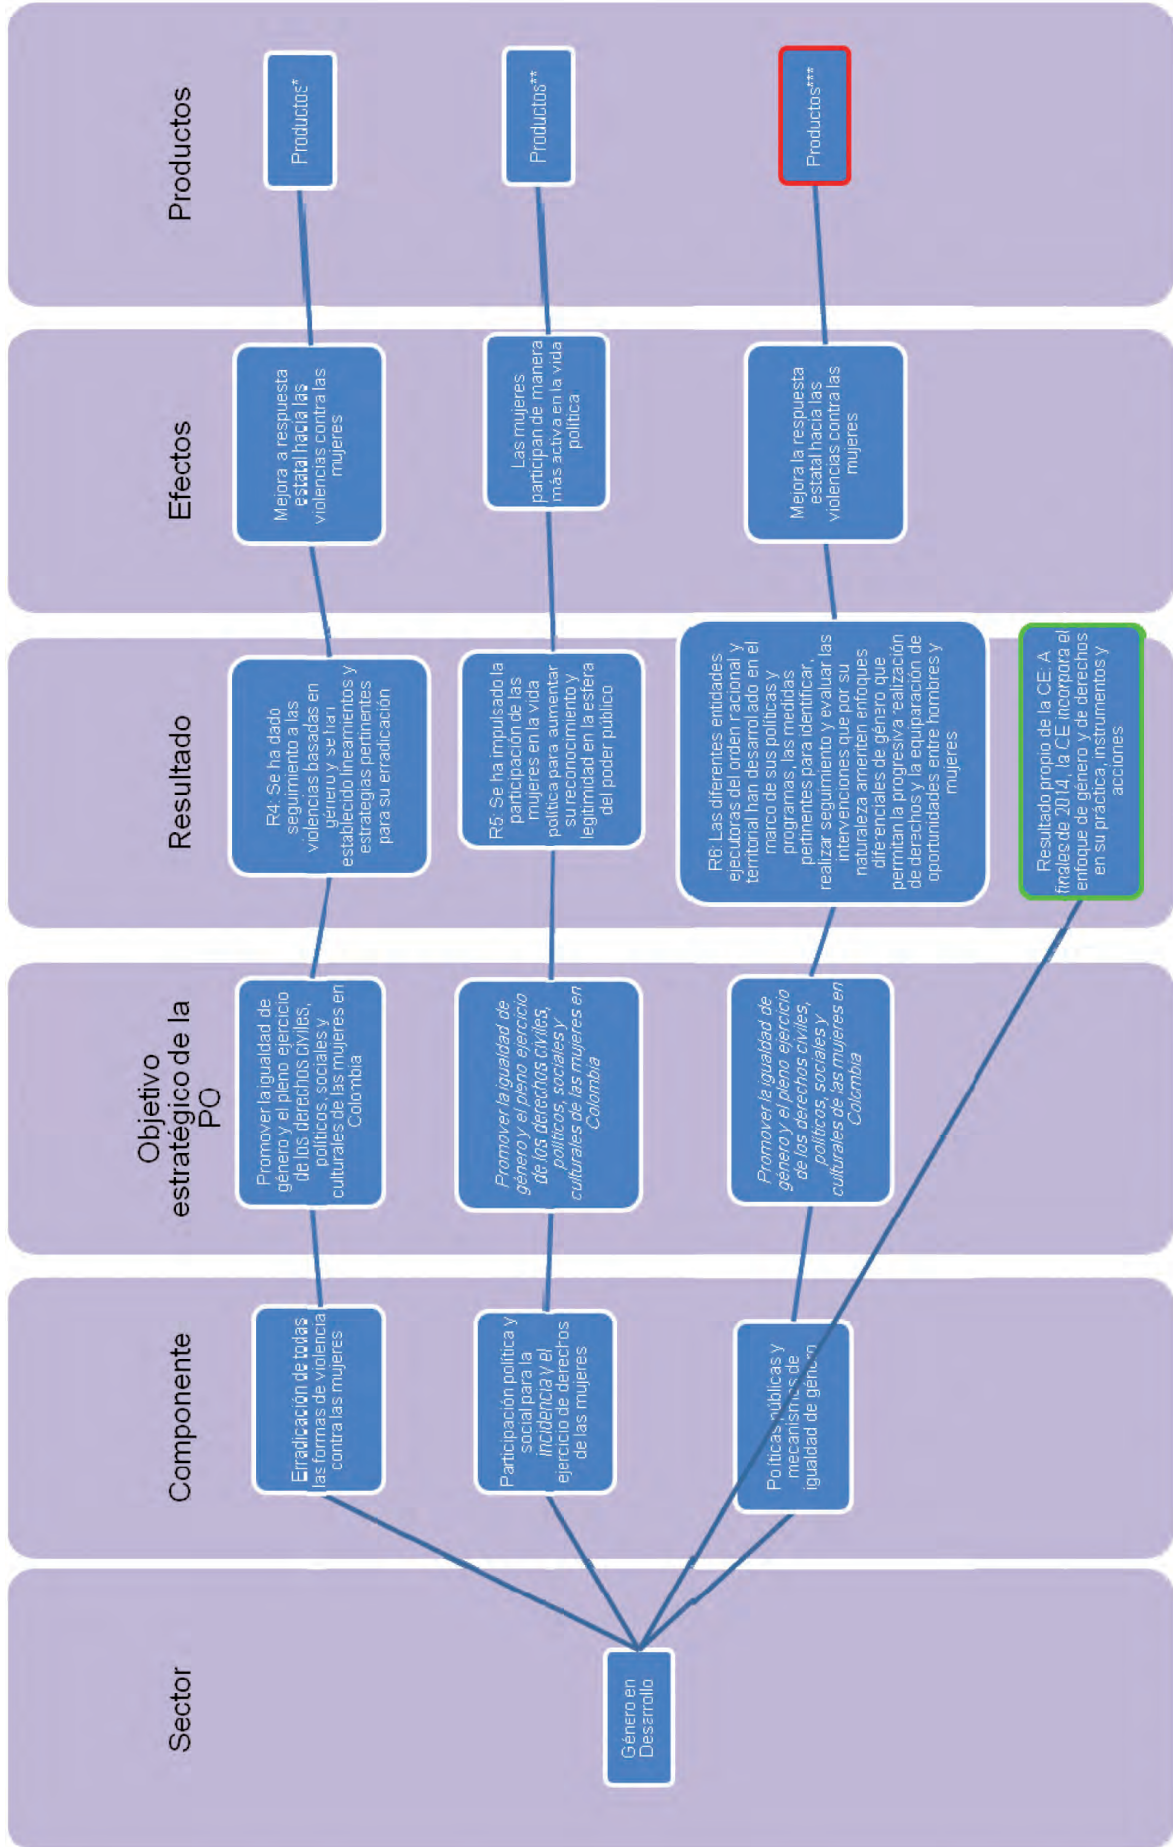 Sector
Componente
Objetivo
estratégico de la
PO
Resultado
Efectos
Productos
Género en
Desarrollo
Erradicación de todas
las formas de violencia
contra las mujeres
Promover la igualdad de
género y el pleno ejercicio
de los derechos civiles,
políticos, sociales y
culturales de las mujeres en
Colombia
R4: Se ha dado
seguimiento a las
violencias basadas en
género y se han
establecido lineamientos y
estrategias pertinentes
para su erradicación
Mejora a respuesta
estatal hacia las
violencias contra las
mujeres
Productos*
Participación política y
social para la
incidencia y el
ejercicio de derechos
de las mujeres
Promover la igualdad de
género y el pleno ejercicio
de los derechos civiles,
políticos, sociales y
culturales de las mujeres en
Colombia
R5: Se ha impulsado la
participación de las
mujeres en la vida
política para aumentar
su reconocimiento y
legitimidad en la esfera
del poder público
Las mujeres
participan de manera
más activa en la vida
política
Productos**
Políticas públicas y
mecanismos de
igualdad de género
Promover la igualdad de
género y el pleno ejercicio
de los derechos civiles,
políticos, sociales y
culturales de las mujeres en
Colombia
R6: Las diferentes entidades
ejecutoras del orden nacional y
territorial han desarrollado en el
marco de sus políticas y
programas, las medidas
pertinentes para identificar,
realizar seguimiento y evaluar las
intervenciones que por su
naturaleza ameriten enfoques
diferenciales de género que
permitan la progresiva realización
de derechos y la equiparación de
oportunidades entre hombres y
mujeres
Mejora la respuesta
estatal hacia las
violencias contra las
mujeres
Productos***
Resultado propio de la CE: A
finales de 2014, la CE incorpora el
enfoque de género y de derechos
en su práctica, instrumentos y
acciones